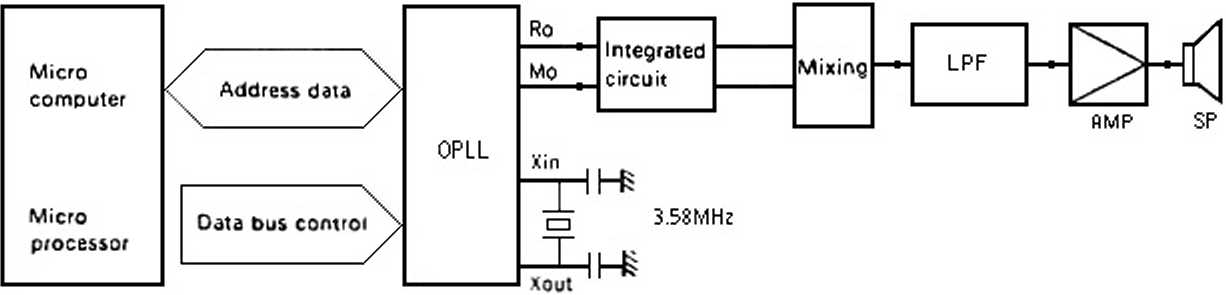 Micro
computer
Micro
processor
Address data
Data bus control
OPLL
Ro
Mo
Xin
Xout
3.58MHz
Integrated
circuit
Mixing
LPF
AMP
SP